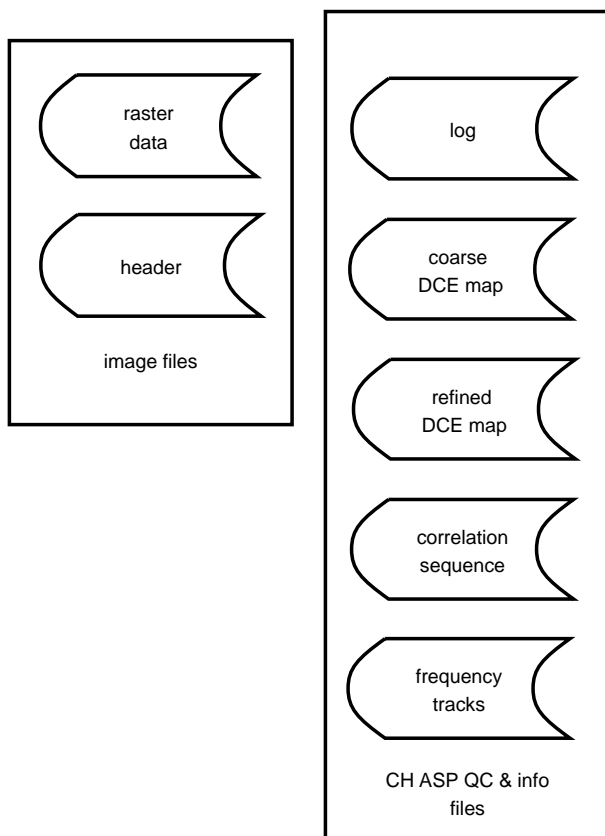 raster
data
header
image files
log
coarse
DCE map
refined
DCE map
correlation
sequence
frequency
tracks
CH ASP QC & info
files